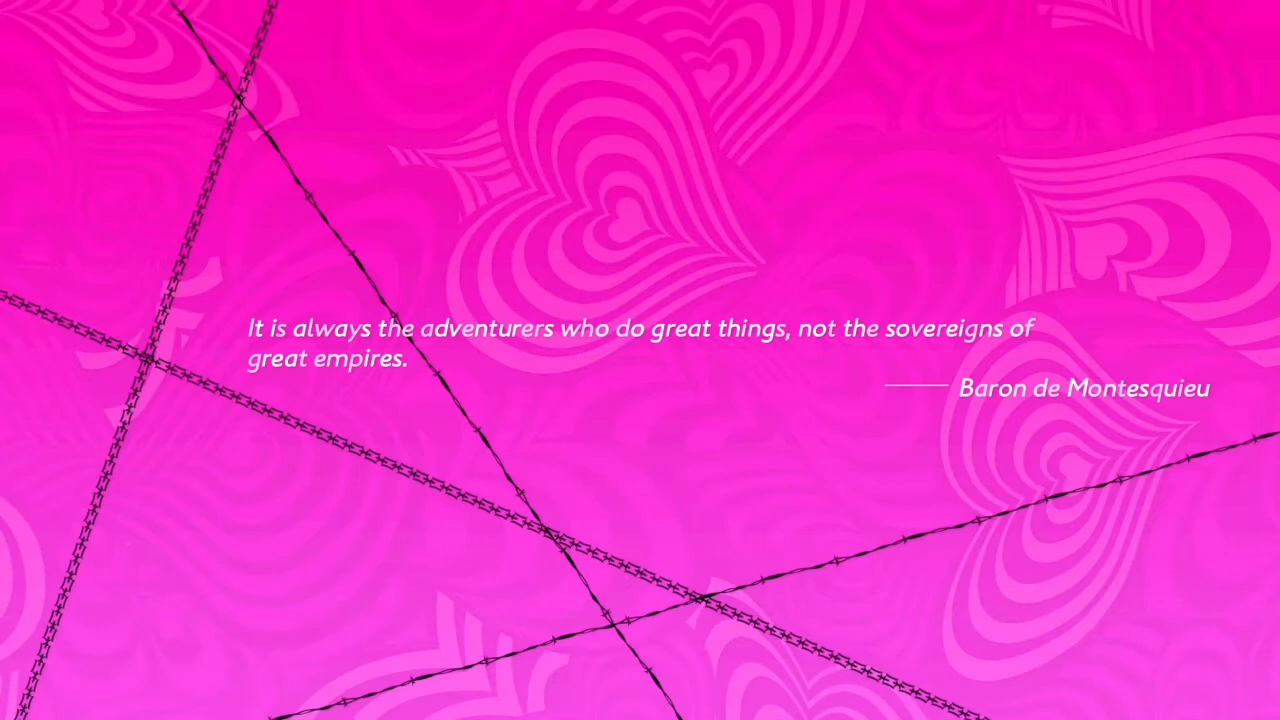 It is always the adventurers who do great things, not the sovereigns of
great empires.
Baron de Montesquieu